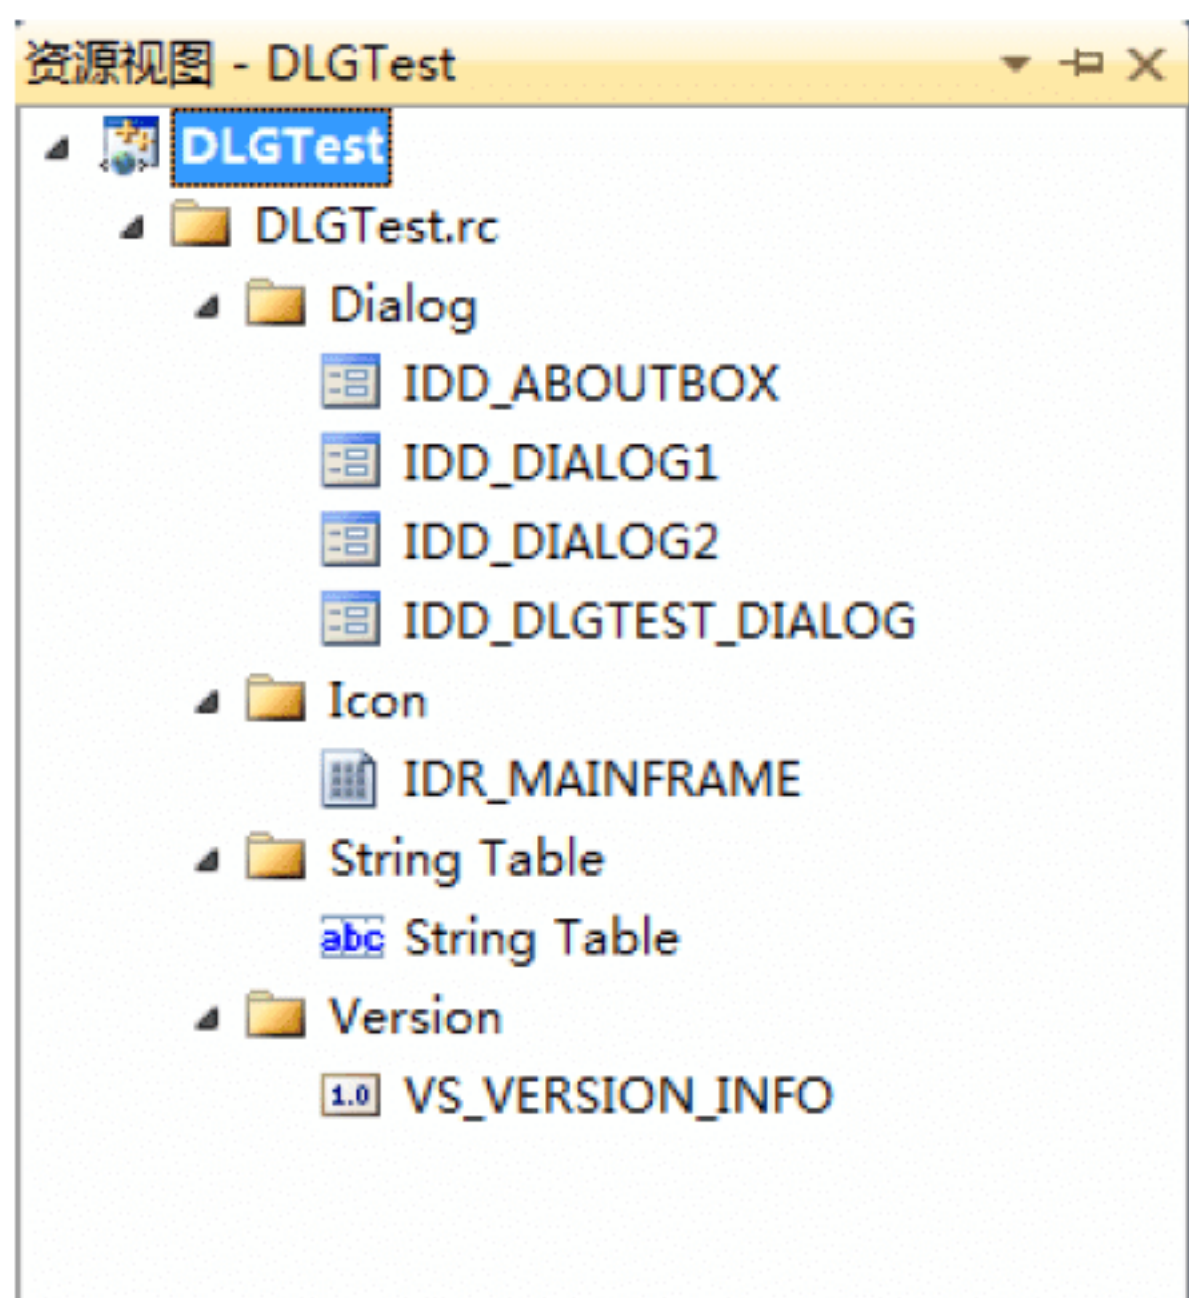 资源视图 - DLGTest
DLGTest
DLGTest.rc
Dialog
IDD_ABOUTBOX
IDD_DIALOG1
IDD_DIALOG2
IDD_DLGTEST_DIALOG
Icon
IDR_MAINFRAME
String Table
abc String Table
Version
1.0 VS_VERSION_INFO